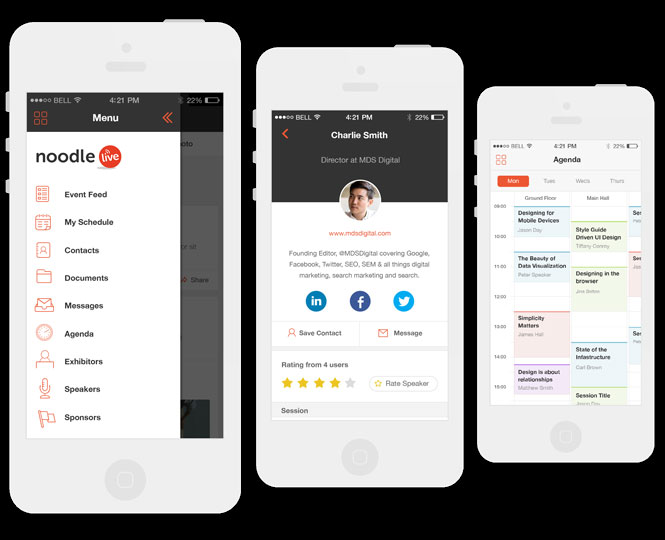 ●●●○○ BELL 4:21 PM 22%
Menu
noodle live
Event Feed
My Schedule
Contacts
Documents
Messages
Agenda
Exhibitors
Speakers
Sponsors
Share
●●●○○ BELL 4:21 PM 22%
Charlie Smith
Director at MDS Digital
www.mdsdigital.com
Founding Editor, @MDSDigital covering Google,
Facebook, Twitter, SEO, SEM & all things digital
marketing, search marketing and search.
in f
Save Contact Message
Rating from 4 users
Rate Speaker
Session
●●●○○ BELL 4:21 PM 22%
Agenda
Mon Tues Weds Thurs
Ground Floor Main Hall
09:00
Designing for
Mobile Devices
Jason Day
Style Guide
Driven UI Design
Tiffany Conroy
10:00
The Beauty of
Data Visualization
Peter Speaker
11:00
Designing in the
browser
12:00
Simplicity
Matters
James Hall
13:00
State of the
Infastructure
Carl Brown
14:00
Design is about
relationships
Matthew Smith
15:00
Session Title
Jason Day